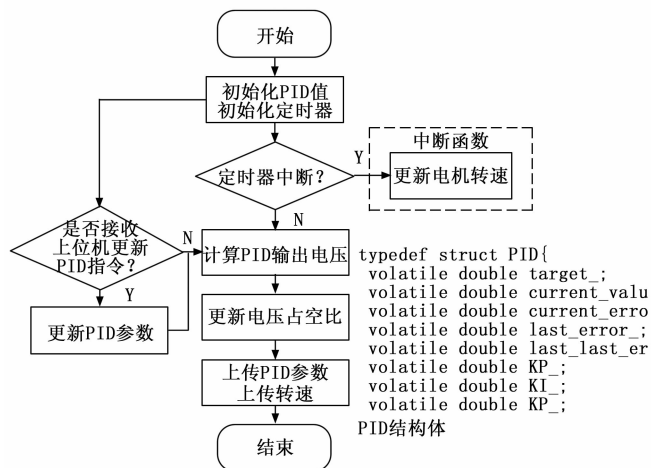 开始
初始化PID值
初始化定时器
中断函数
定时器中断?
Y
更新电机转速
N
是否接收
上位机更新
PID指令?
N
计算PID输出电压
Y
更新PID参数
更新电压占空比
上传PID参数
上传转速
结束
typedef struct PID{
volatile double target_;
volatile double current_valu
volatile double current_erro
volatile double last_error_;
volatile double last_last_er
volatile double KP_;
volatile double KI_;
volatile double KP_;
PID结构体